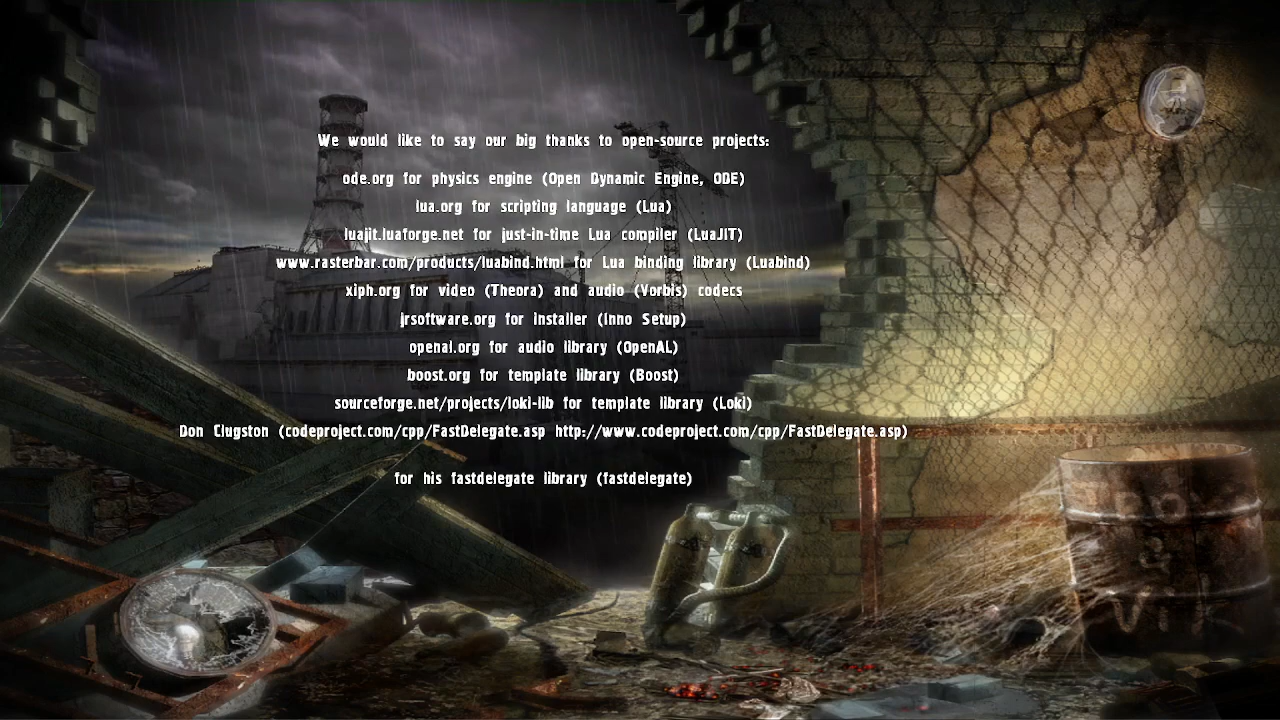 We would like to say our big thanks to open-source projects:
ode.org for physics engine (Open Dynamic Engine, ODE)
lua.org for scripting language (Lua)
luajit.luaforge.net for just-in-time Lua compiler (LuaJIT)
www.rasterbar.com/products/luabind.html for Lua binding library (Luabind)
xiph.org for video (Theora) and audio (Vorbis) codecs
jrsoftware.org for installer (Inno Setup)
openal.org for audio library (OpenAL)
boost.org for template library (Boost)
sourceforge.net/projects/loki-lib for template library (Loki)
Don Clugston (codeproject.com/cpp/FastDelegate.asp http://www.codeproject.com/cpp/FastDelegate.asp)
for his fastdelegate library (fastdelegate)